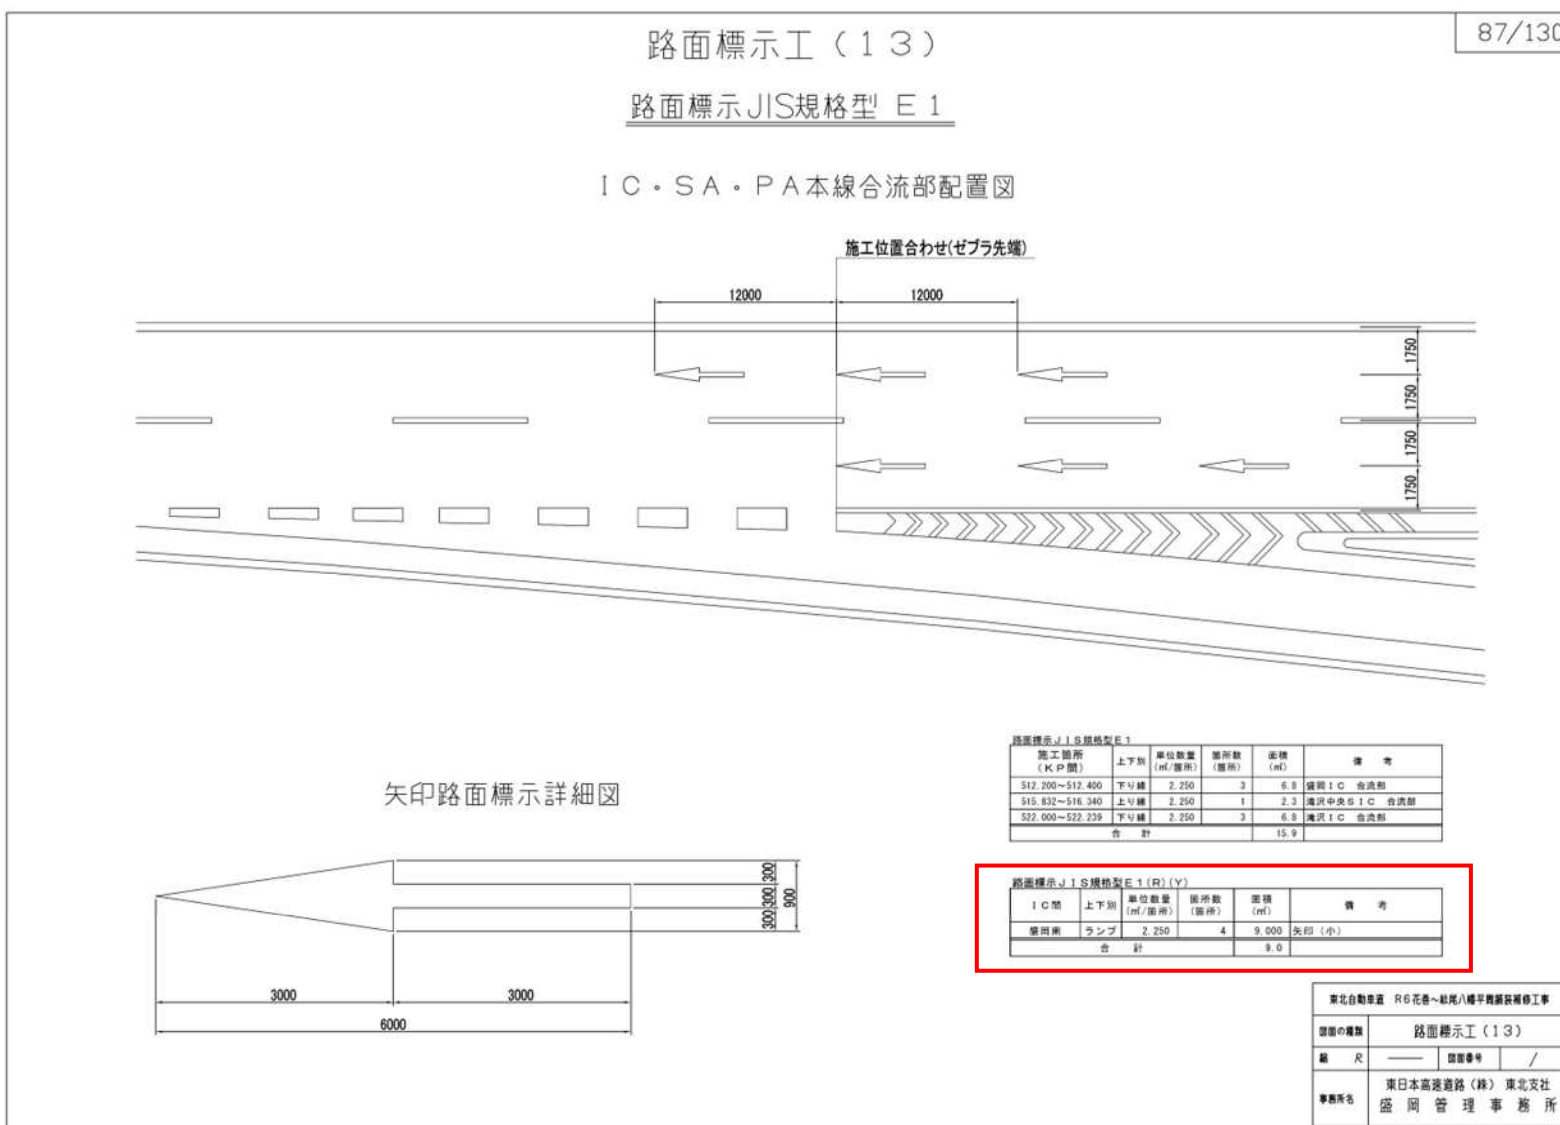 87/130
路面標示工（１３）
路面標示JIS規格型 Ｅ１
ＩＣ・ＳＡ・ＰＡ本線合流部配置図
施工位置合わせ(ゼブラ先端)
12000 12000
1750
1750
1750
1750
矢印路面標示詳細図
300
300
300
900
3000 3000
6000
路面標示ＪＩＳ規格型Ｅ１
施工箇所（ＫＰ間） 上下別 単位数量（㎡/箇所） 箇所数（箇所） 面積（㎡） 備 考
512.200～512.400 下り線 2.250 3 6.8 盛岡ＩＣ 合流部
515.832～516.340 上り線 2.250 1 2.3 滝沢中央ＳＩＣ 合流部
522.000～522.239 下り線 2.250 3 6.8 滝沢ＩＣ 合流部
合 計 15.9
路面標示ＪＩＳ規格型Ｅ１(Ｒ)(Ｙ)
ＩＣ間 上下別 単位数量（㎡/箇所） 箇所数（箇所） 面積（㎡） 備 考
盛岡南 ランプ 2.250 4 9.000 矢印（小）
合 計 9.0
東北自動車道 Ｒ６花巻～松尾八幡平間舗装補修工事
図面の種類 路面標示工（１３）
縮 尺 図面番号 /
事務所名 東日本高速道路（株） 東北支社
盛岡管理事務所